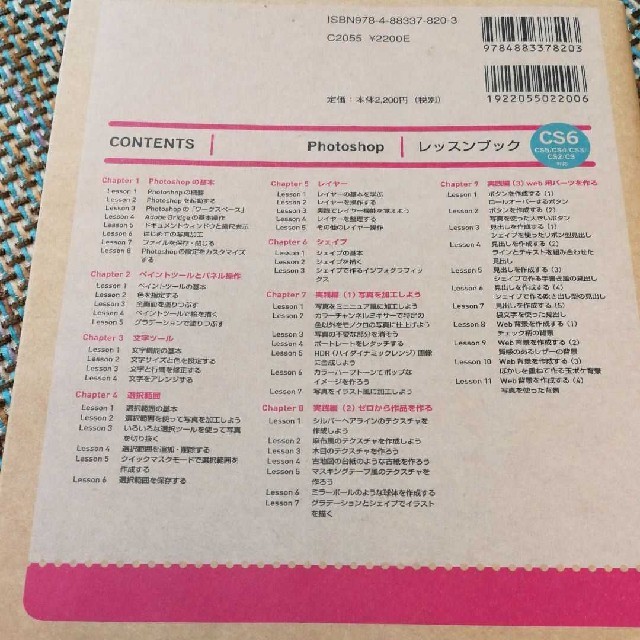 ISBN978-4-88337-820-3
C2055 ¥2200E
定価：本体2,200円（税別）
9784883378203
1922055022006
CONTENTS
Photoshop
レッスンブック
CS6
CS5/CS4/CS3/
CS2/CS
対応
Chapter 1 Photoshopの基本
Lesson 1 Photoshopの概要
Lesson 2 Photoshopを起動する
Lesson 3 Photoshopの「ワークスペース」
Lesson 4 Adobe Bridgeの基本操作
Lesson 5 ドキュメントウィンドウと画像表示
Lesson 6 はじめての写真加工
Lesson 7 ファイルを保存・閉じる
Lesson 8 Photoshopの設定をカスタマイズ
する
Chapter 2 ペイントツールとパネル操作
Lesson 1 ペイントツールの基本
Lesson 2 色を指定する
Lesson 3 全画面を塗りつぶす
Lesson 4 ペイントツールで絵を描く
Lesson 5 グラデーションで塗りつぶす
Chapter 3 文字ツール
Lesson 1 文字機能の基本
Lesson 2 文字サイズと色を設定する
Lesson 3 文字と行間を修正する
Lesson 4 文字をアレンジする
Chapter 4 選択範囲
Lesson 1 選択範囲の基本
Lesson 2 選択範囲を使って写真を加工しよう
Lesson 3 いろいろな選択ツールを使って写真
を切り抜く
Lesson 4 選択範囲を追加・削除する
Lesson 5 クイックマスクモードで選択範囲を
作成する
Lesson 6 選択範囲を保存する
Chapter 5 レイヤー
Lesson 1 レイヤーの基本を学ぶ
Lesson 2 レイヤーを操作する
Lesson 3 実践でレイヤー機能を覚えよう
Lesson 4 レイヤーを整理する
Lesson 5 その他のレイヤー操作
Chapter 6 シェイプ
Lesson 1 シェイプの基本
Lesson 2 シェイプを描く
Lesson 3 シェイプで作るインフォグラフィッ
クス
Chapter 7 実践編（1）写真を加工しよう
Lesson 1 写真をミニチュア風に加工しよう
Lesson 2 カラーチャンネルミキサーで特定の
色以外をモノクロの写真に仕上げよう
Lesson 3 写真の不要な部分を消そう
Lesson 4 ポートレートをレタッチする
Lesson 5 HDR（ハイダイナミックレンジ）画像
に合成しよう
Lesson 6 カラーハーフトーンでポップな
イメージを作ろう
Lesson 7 写真をイラスト風に加工しよう
Chapter 8 実践編（2）ゼロから作品を作る
Lesson 1 シルバーヘアラインのテクスチャを
作成しよう
Lesson 2 麻布風のテクスチャを作成しよう
Lesson 3 木目のテクスチャを作ろう
Lesson 4 古地図の台紙のような古紙を作ろう
Lesson 5 マスキングテープ風のテクスチャを
作ろう
Lesson 6 ミラーボールのような球体を作成する
Lesson 7 グラデーションとシェイプでイラスト
を描く
Chapter 9 実践編（3）web用パーツを作る
Lesson 1 ボタンを作成する（1）
ロールオーバーするボタン
Lesson 2 ボタンを作成する（2）
写真を使った大きいボタン
Lesson 3 見出しを作成する（1）
シェイプを使ったリボン型見出し
Lesson 4 見出しを作成する（2）
ラインとテキストを組み合わせた
見出し
Lesson 5 見出しを作成する（3）
シェイプで作る手書き風の見出し
Lesson 6 見出しを作成する（4）
シェイプで作る吹き出し型の見出し
Lesson 7 見出しを作成する（5）
袋文字を使った見出し
Lesson 8 Web背景を作成する（1）
チェック柄の背景
Lesson 9 Web背景を作成する（2）
質感のあるレザーの背景
Lesson 10 Web背景を作成する（3）
ぼかしを重ねて作る玉ボケ背景
Lesson 11 Web背景を作成する（4）
写真を使った背景